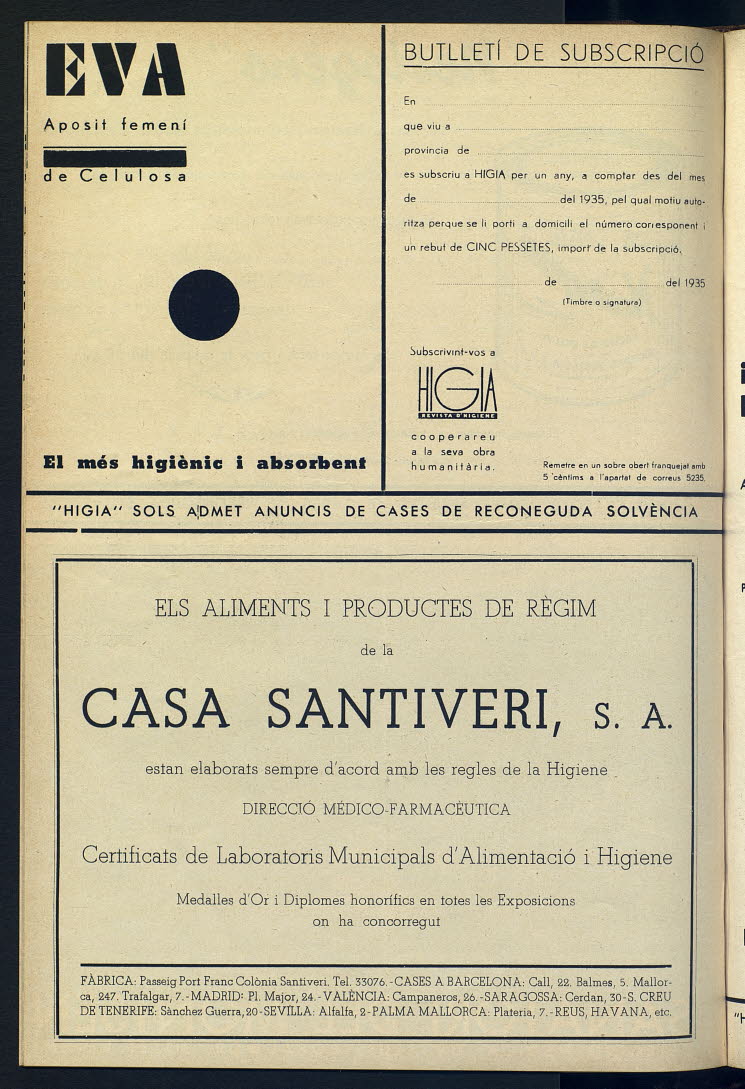 EVA
Aposit femení
de Celulosa
El més higiènic i absorbent
BUTLLETÍ DE SUBSCRIPCIÓ
En
que viu a
provincia de
es subscriu a HIGIA per un any, a comptar des del mes
de del 1935, pel qual motiu auto-
ritza perque se li porti a domicili el número corresponent i
un rebut de CINC PESSETES, import de la subscripció.
de del 1935
(Timbre o signatura)
Subscrivint-vos a
HIGIA
REVISTA D'HIGIENE
cooperareu
a la seva obra
humanitária.
Remetre en un sobre obert franquejat amb
5 cèntims a l'apartat de correus 5235.
"HIGIA" SOLS ADMET ANUNCIS DE CASES DE RECONEGUDA SOLVÈNCIA
ELS ALIMENTS I PRODUCTES DE RÈGIM
de la
CASA SANTIVERI, S. A.
estan elaborats sempre d'acord amb les regles de la Higiene
DIRECCIÓ MÉDICO-FARMACÈUTICA
Certificats de Laboratoris Municipals d'Alimentació i Higiene
Medalles d'Or i Diplomes honorífics en totes les Exposicions
on ha concorregut
FÀBRICA: Passeig Port Franc Colònia Santiveri. Tel. 33076.-CASES A BARCELONA: Call, 22. Balmes, 5. Mallor-
ca, 247. Trafalgar, 7.-MADRID: Pl. Major, 24.-VALÈNCIA: Campaneros, 26.-SARAGOSSA: Cerdan, 30-S. CREU
DE TENERIFE: Sànchez Guerra, 20-SEVILLA: Alfalfa, 2-PALMA MALLORCA: Plateria, 7.-REUS, HAVANA, etc.